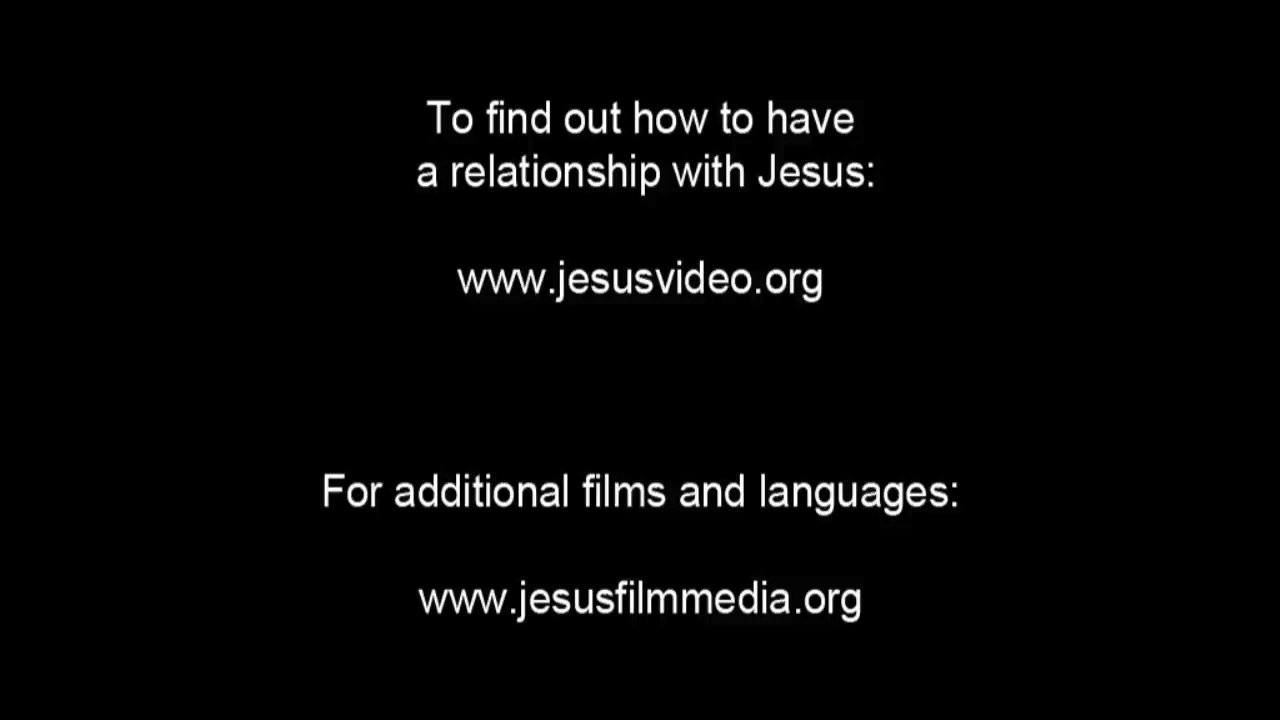 To find out how to have
a relationship with Jesus:
www.jesusvideo.org
For additional films and languages:
www.jesusfilmmedia.org